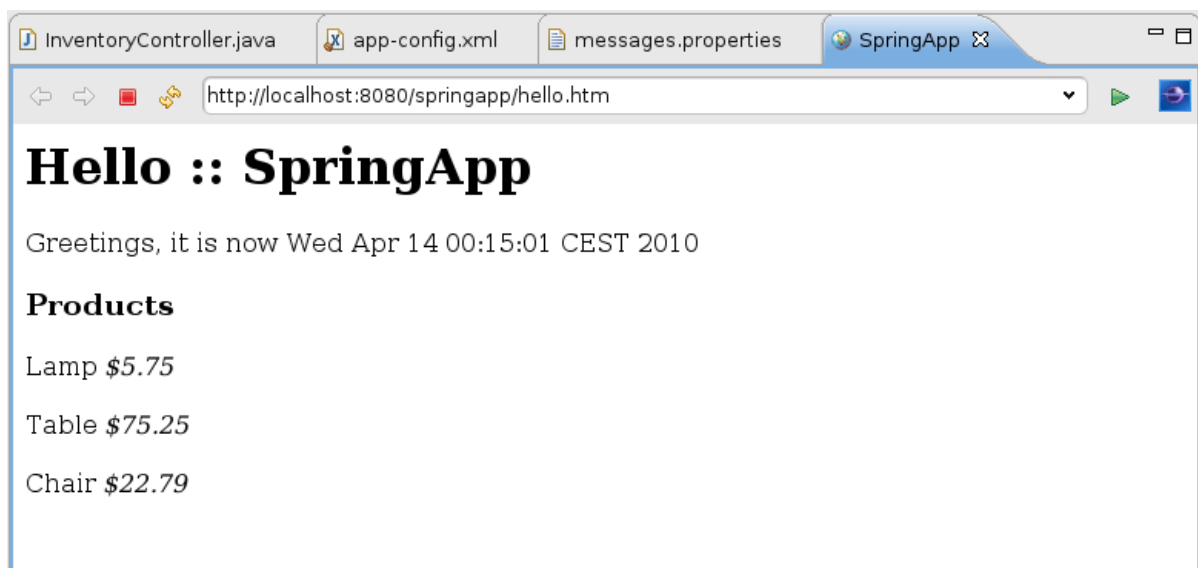 InventoryController.java app-config.xml messages.properties SpringApp
http://localhost:8080/springapp/hello.htm
Hello :: SpringApp
Greetings, it is now Wed Apr 14 00:15:01 CEST 2010
Products
Lamp $5.75
Table $75.25
Chair $22.79